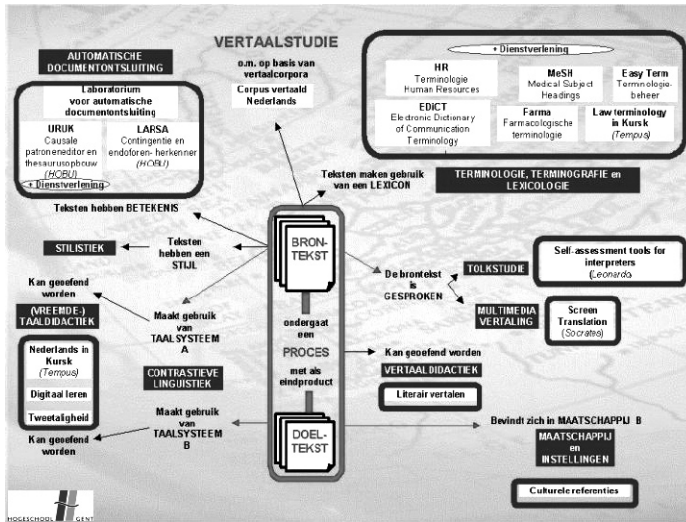 AUTOMATISCHE
DOCUMENTONTSLUITING
Laboratorium
voor automatische
documentontsluiting
URUK
Causale
patroneneditor en
thesaurusopbouw
(HOBU)
LARSA
Contingentie en
endoforen- herkenner
(HOBU)
+ Dienstverlening
VERTAALSTUDIE
o.m. op basis van
vertaalcorpora
Corpus vertaald
Nederlands
+ Dienstverlening
HR
Terminologie
Human Resources
MeSH
Medical Subject
Headings
Easy Term
Terminologie-
beheer
EDiCT
Electronic Dictionary
of Communication
Terminology
Farma
Farmacologische
terminologie
Law terminology
in Kursk
(Tempus)
TERMINOLOGIE, TERMINOGRAFIE en
LEXICOLOGIE
Teksten maken gebruik
van een LEXICON
Teksten hebben BETEKENIS
STILISTIEK
Teksten
hebben een
STIJL
BRON-
TEKST
De brontekst
is
GESPROKEN
TOLKSTUDIE
Self-assessment tools for
interpreters
(Leonardo)
MULTIMEDIA
VERTALING
Screen
Translation
(Socrates)
Kan geoefend
worden
(VREEMDE-)
TAALDIDACTIEK
Maakt gebruik
van
TAALSYSTEEM
A
ondergaat
een
PROCES
met als
eindproduct
Kan geoefend worden
VERTAALDIDACTIEK
Literair vertalen
Nederlands in
Kursk
(Tempus)
Digitaal leren
Tweetaligheid
CONTRASTIEVE
LINGUISTIEK
Maakt gebruik
van
TAALSYSTEEM
B
Kan geoefend
worden
DOEL-
TEKST
Bevindt zich in MAATSCHAPPIJ B
MAATSCHAPPIJ
en
INSTELLINGEN
Culturele referenties
HOGESCHOOL GENT